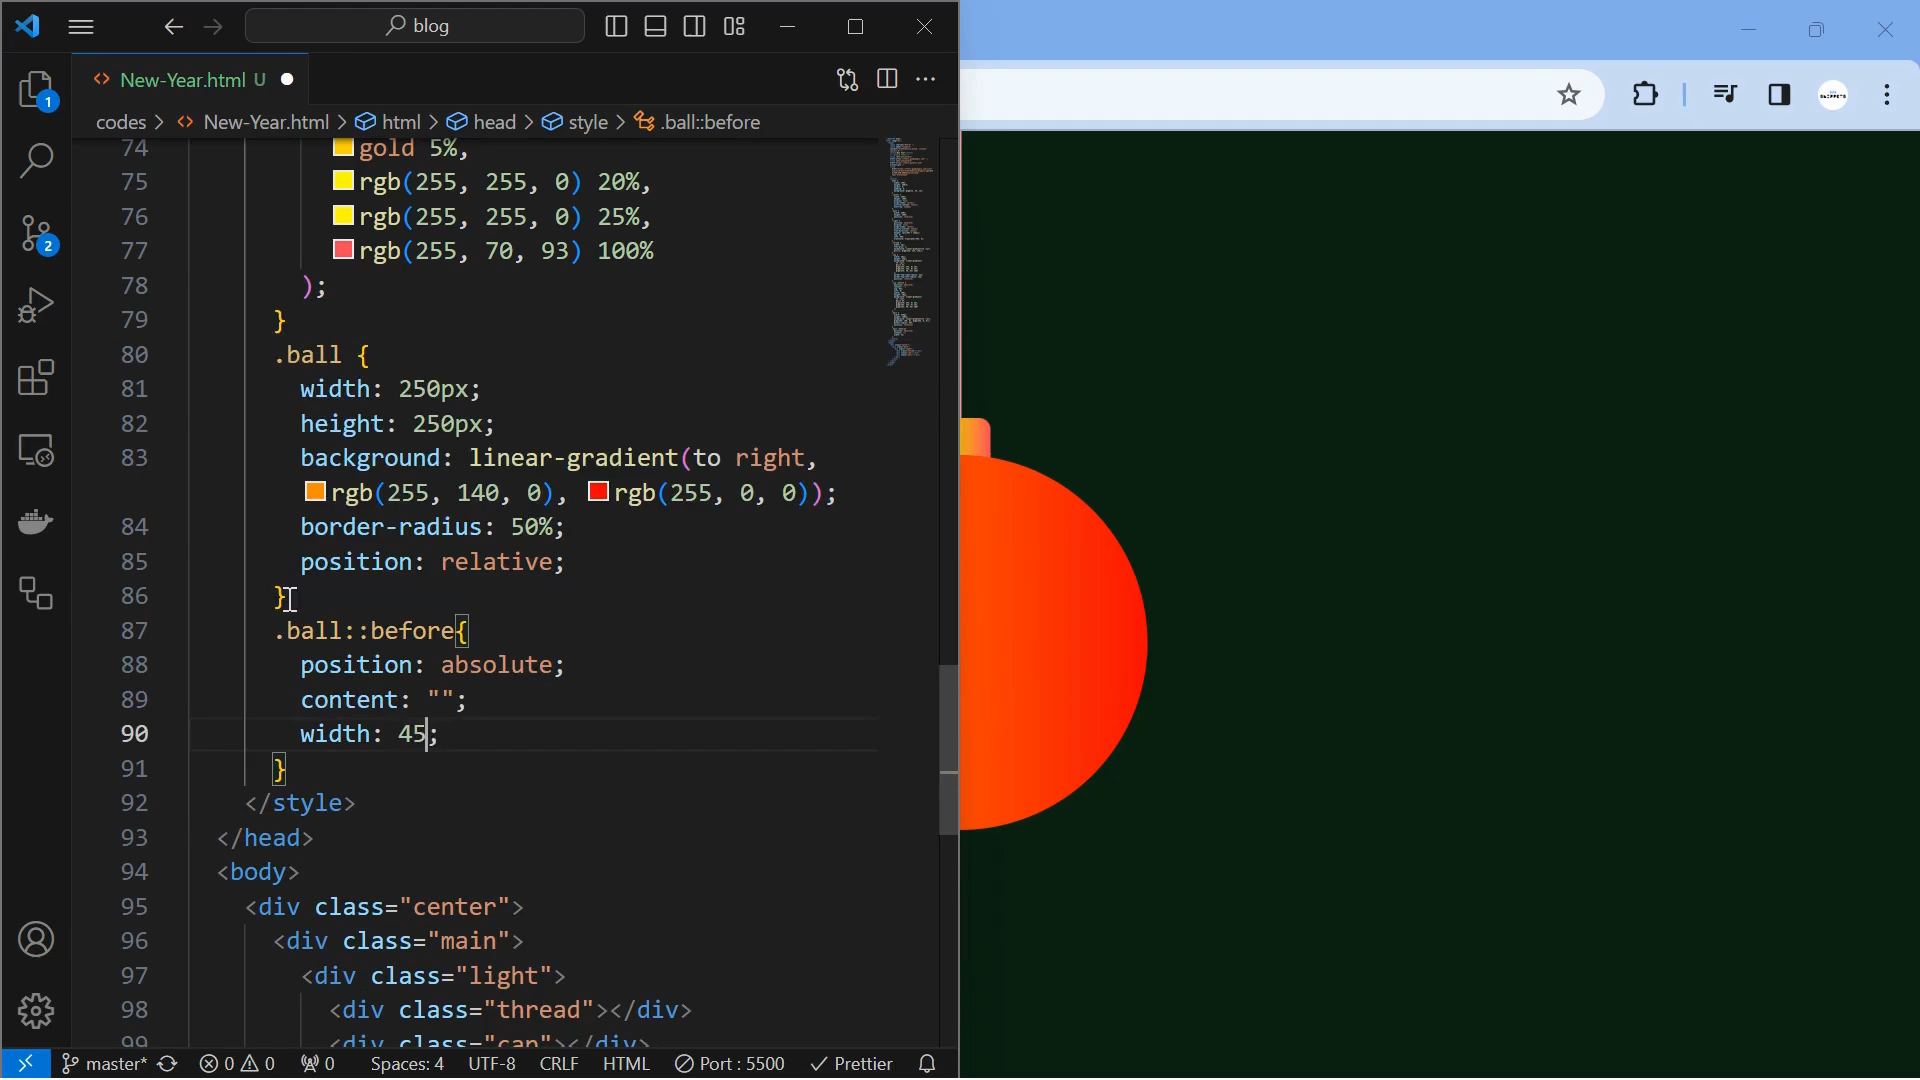 blog
1
New-Year.html U
codes > New-Year.html > html > head > style > .ball::before
74 gold 5%,
75 rgb(255, 255, 0) 20%,
76 rgb(255, 255, 0) 25%,
77 rgb(255, 70, 93) 100%
78 );
79 }
80 .ball {
81 width: 250px;
82 height: 250px;
83 background: linear-gradient(to right,
rgb(255, 140, 0), rgb(255, 0, 0));
84 border-radius: 50%;
85 position: relative;
86 }
87 .ball::before{
88 position: absolute;
89 content: "";
90 width: 45;
91 }
92 </style>
93 </head>
94 <body>
95 <div class="center">
96 <div class="main">
97 <div class="light">
98 <div class="thread"></div>
99 <div class="cap"></div>
2
master* 0 0 0 Spaces: 4 UTF-8 CRLF HTML Port : 5500 Prettier